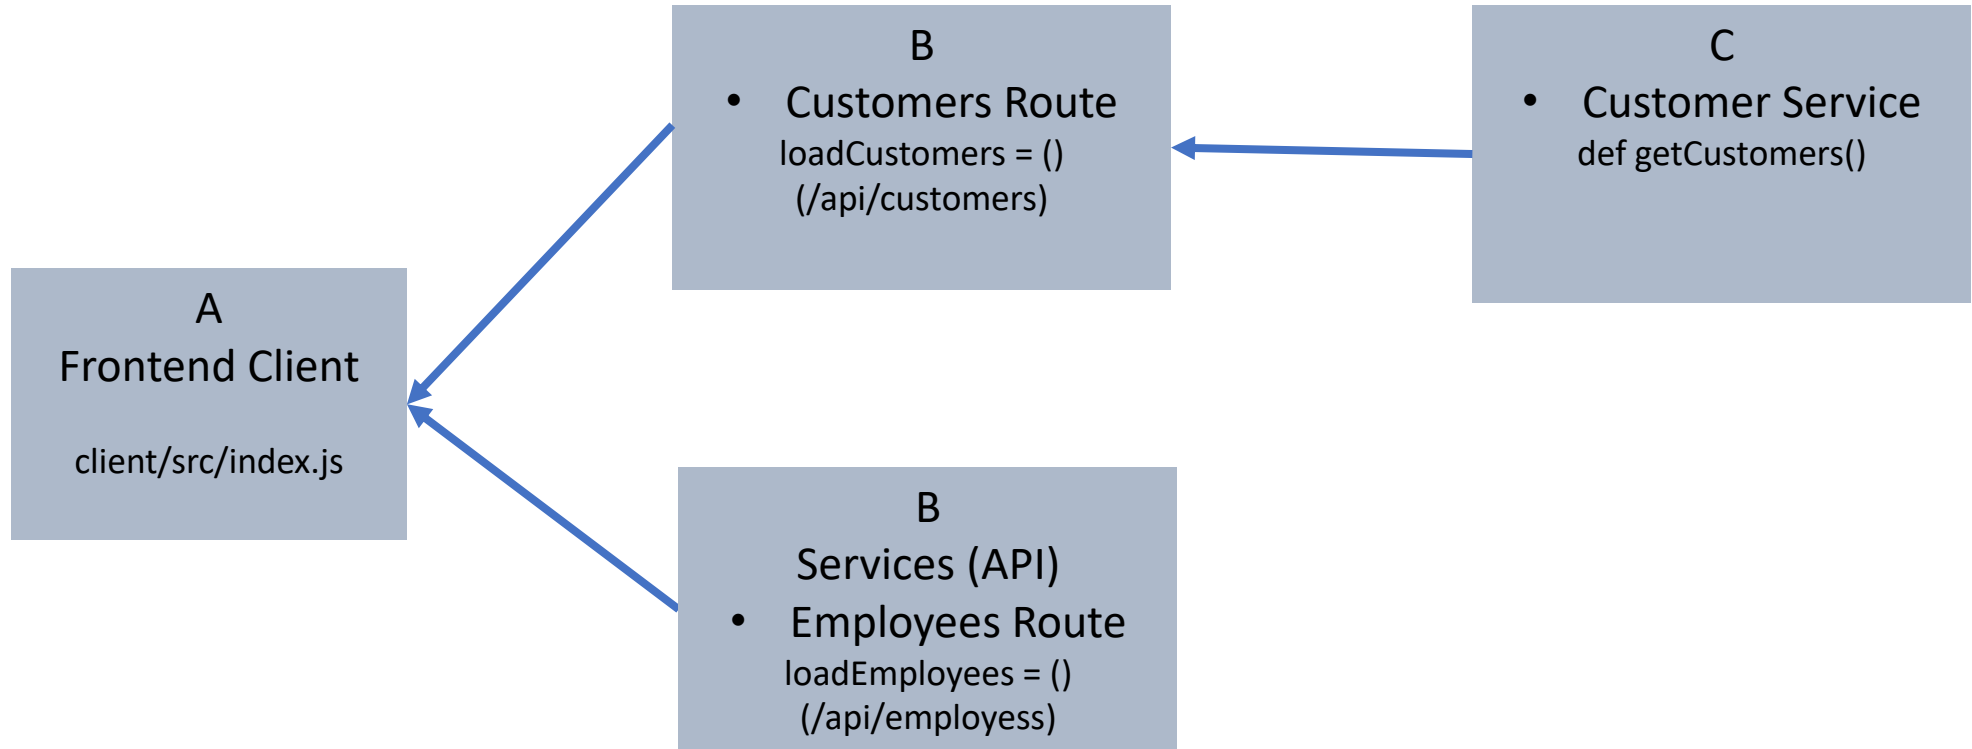 B
• Customers Route
loadCustomers = ()
(/api/customers)
C
• Customer Service
def getCustomers()
A
Frontend Client
client/src/index.js
B
Services (API)
• Employees Route
loadEmployees = ()
(/api/employess)